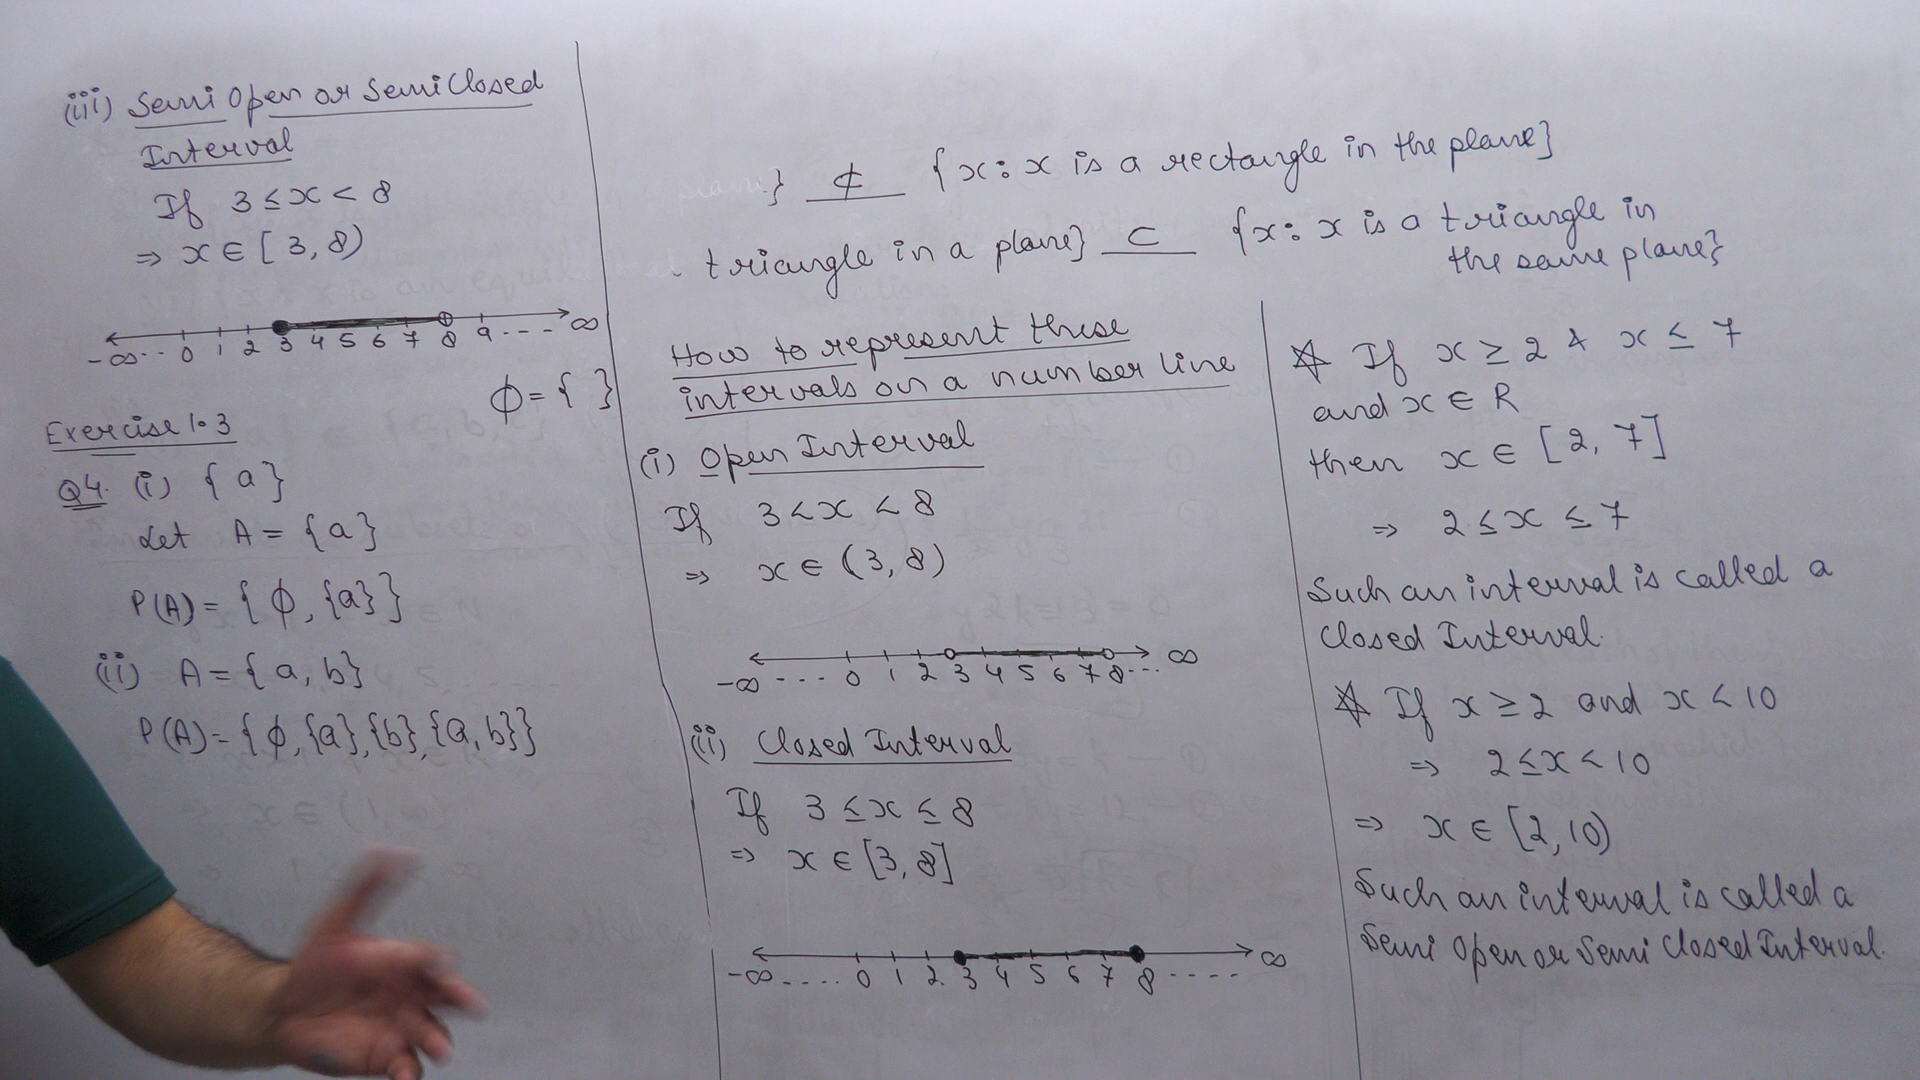 (iii) Semi Open or Semi Closed
Interval
If 3 ≤ x < 8
⇒ x ∈ [3, 8)
-∞ .. 0 1 2 3 4 5 6 7 8 9 .... ∞
ϕ = { }
Exercise 1.3
Q4. (i) {a}
Let A = {a}
P(A) = { ϕ, {a}}
(ii) A = {a, b}
P(A) = { ϕ, {a}, {b}, {a, b}}
} ⊄ {x : x is a rectangle in the plane}
triangle in a plane} ⊂ {x : x is a triangle in
the same plane}
How to represent these
intervals on a number line
(i) Open Interval
If 3 < x < 8
⇒ x ∈ (3, 8)
-∞ ... 0 1 2 3 4 5 6 7 8 ... ∞
(ii) Closed Interval
If 3 ≤ x ≤ 8
⇒ x ∈ [3, 8]
-∞ .... 0 1 2 3 4 5 6 7 8 .... ∞
☆ If x ≥ 2 & x ≤ 7
and x ∈ R
then x ∈ [2, 7]
⇒ 2 ≤ x ≤ 7
Such an interval is called a
Closed Interval.
☆ If x ≥ 2 and x < 10
⇒ 2 ≤ x < 10
⇒ x ∈ [2, 10)
Such an interval is called a
Semi Open or Semi Closed Interval.